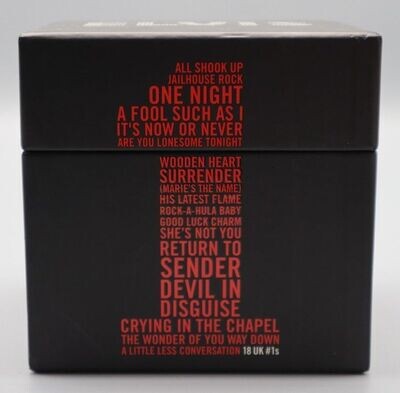 ALL SHOOK UP
JAILHOUSE ROCK
ONE NIGHT
A FOOL SUCH AS I
IT'S NOW OR NEVER
ARE YOU LONESOME TONIGHT
WOODEN HEART
SURRENDER
(MARIE'S THE NAME)
HIS LATEST FLAME
ROCK-A-HULA BABY
GOOD LUCK CHARM
SHE'S NOT YOU
RETURN TO
SENDER
DEVIL IN
DISGUISE
CRYING IN THE CHAPEL
THE WONDER OF YOU WAY DOWN
A LITTLE LESS CONVERSATION 18 UK #1s